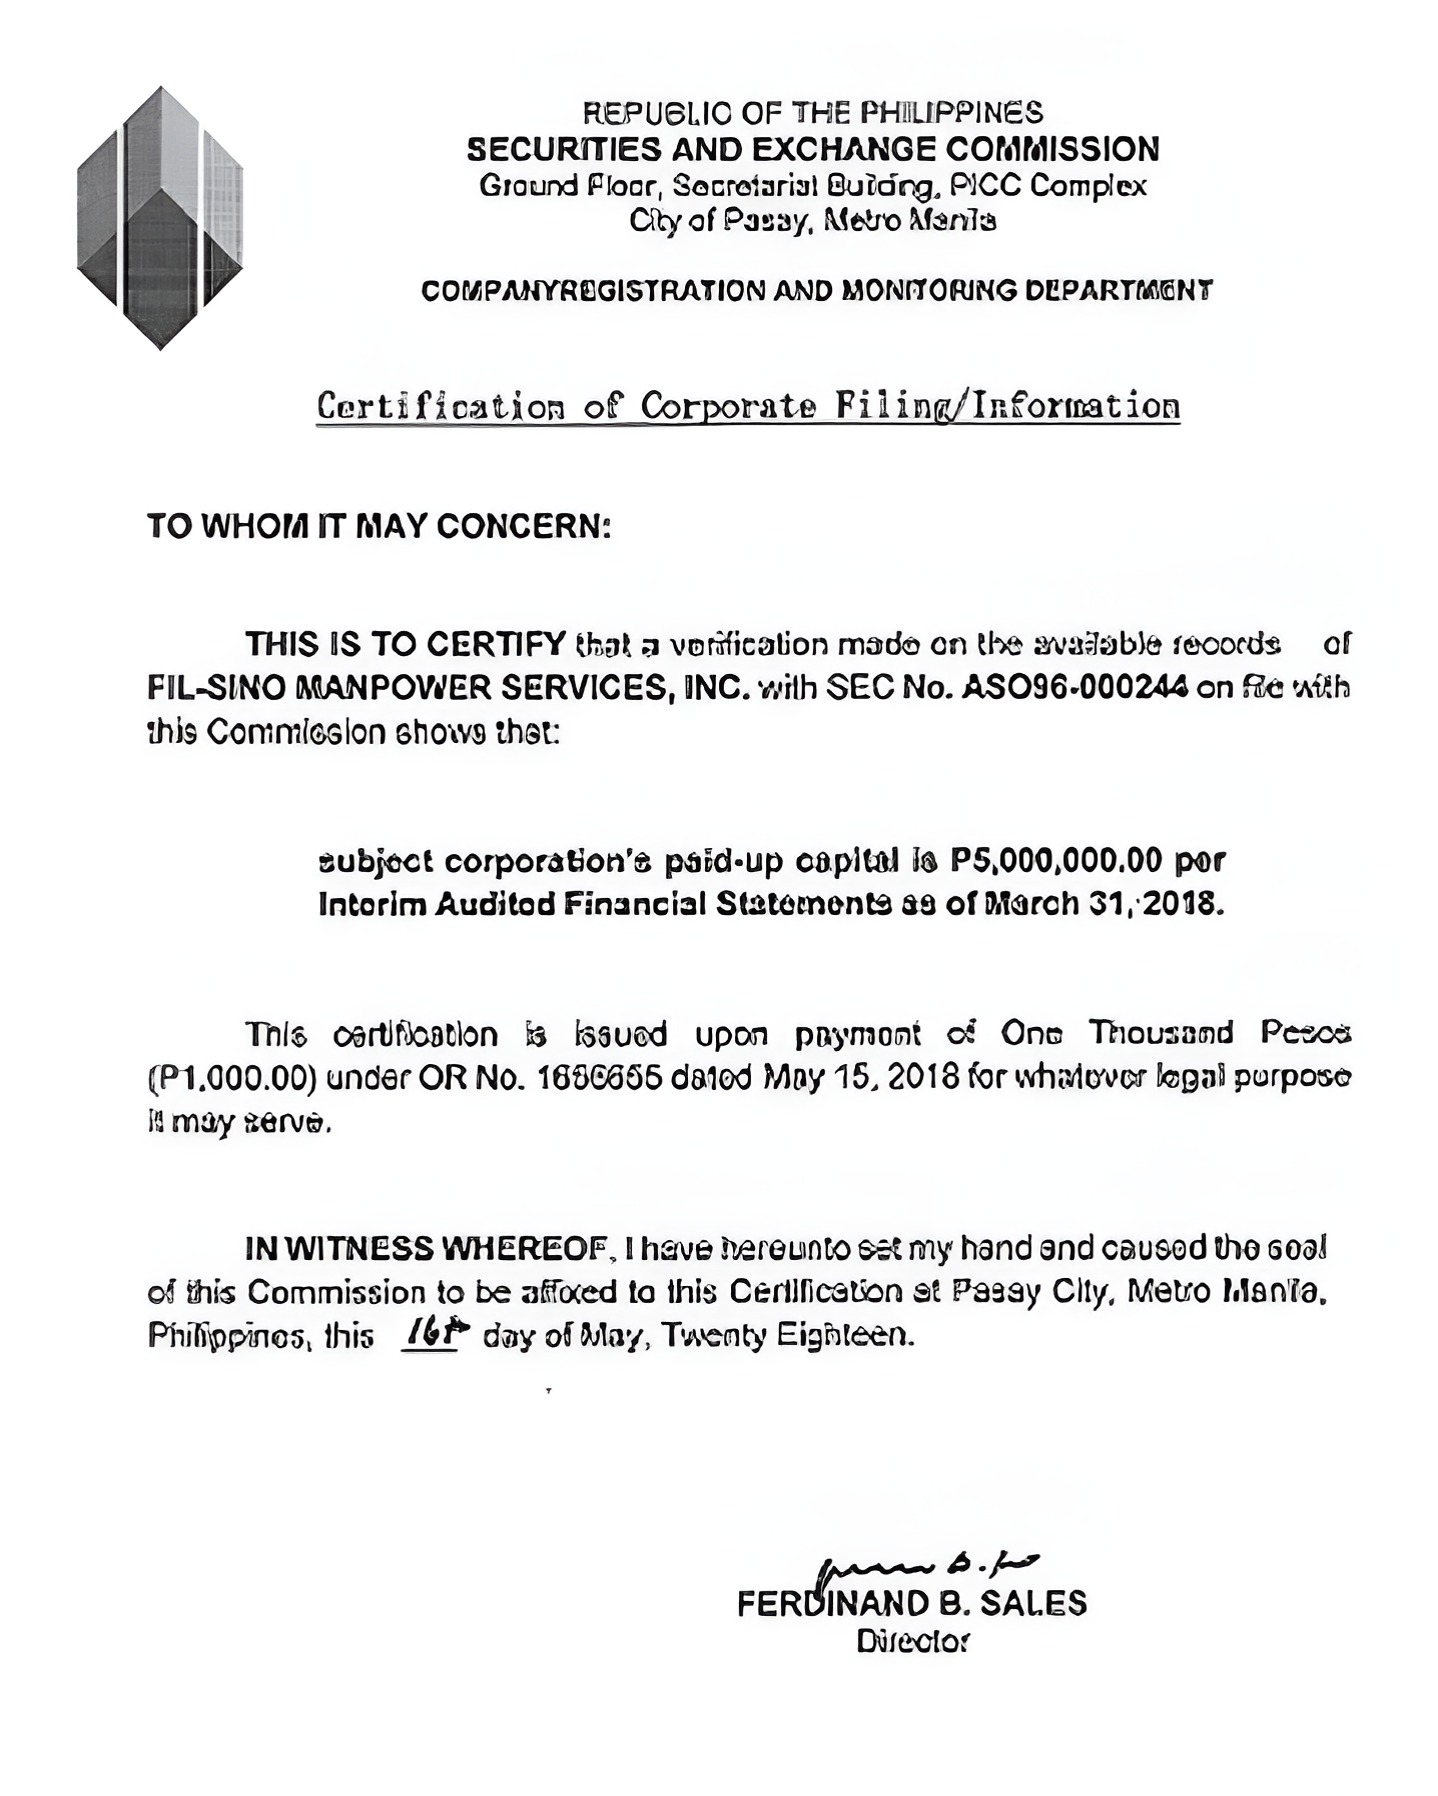 REPUBLIC OF THE PHILIPPINES
SECURITIES AND EXCHANGE COMMISSION
Ground Floor, Secretariat Building, PICC Complex
City of Pasay, Metro Manila
COMPANYREGISTRATION AND MONITORING DEPARTMENT
Certification of Corporate Filing/Information
TO WHOM IT MAY CONCERN:
THIS IS TO CERTIFY that a verification made on the available records of
FIL-SINO MANPOWER SERVICES, INC. with SEC No. ASO96-000244 on file with
this Commission shows that:
subject corporation's paid-up capital is P5,000,000.00 per
Interim Audited Financial Statements as of March 31, 2018.
This certification is issued upon payment of One Thousand Pesos
(P1,000.00) under OR No. dated May 15, 2018 for whatever legal purpose
it may serve.
IN WITNESS WHEREOF, I have hereunto set my hand and caused the seal
of this Commission to be affixed to this Certification at Pasay City, Metro Manila,
Philippines, this 16th day of May, Twenty Eighteen.
FERDINAND B. SALES
Director